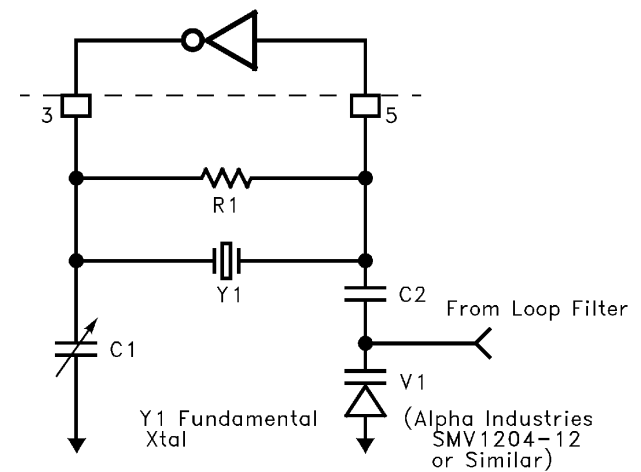 3
5
R1
Y1
C2
From Loop Filter
C1
V1
Y1 Fundamental
Xtal
(Alpha Industries
SMV1204-12
or Similar)